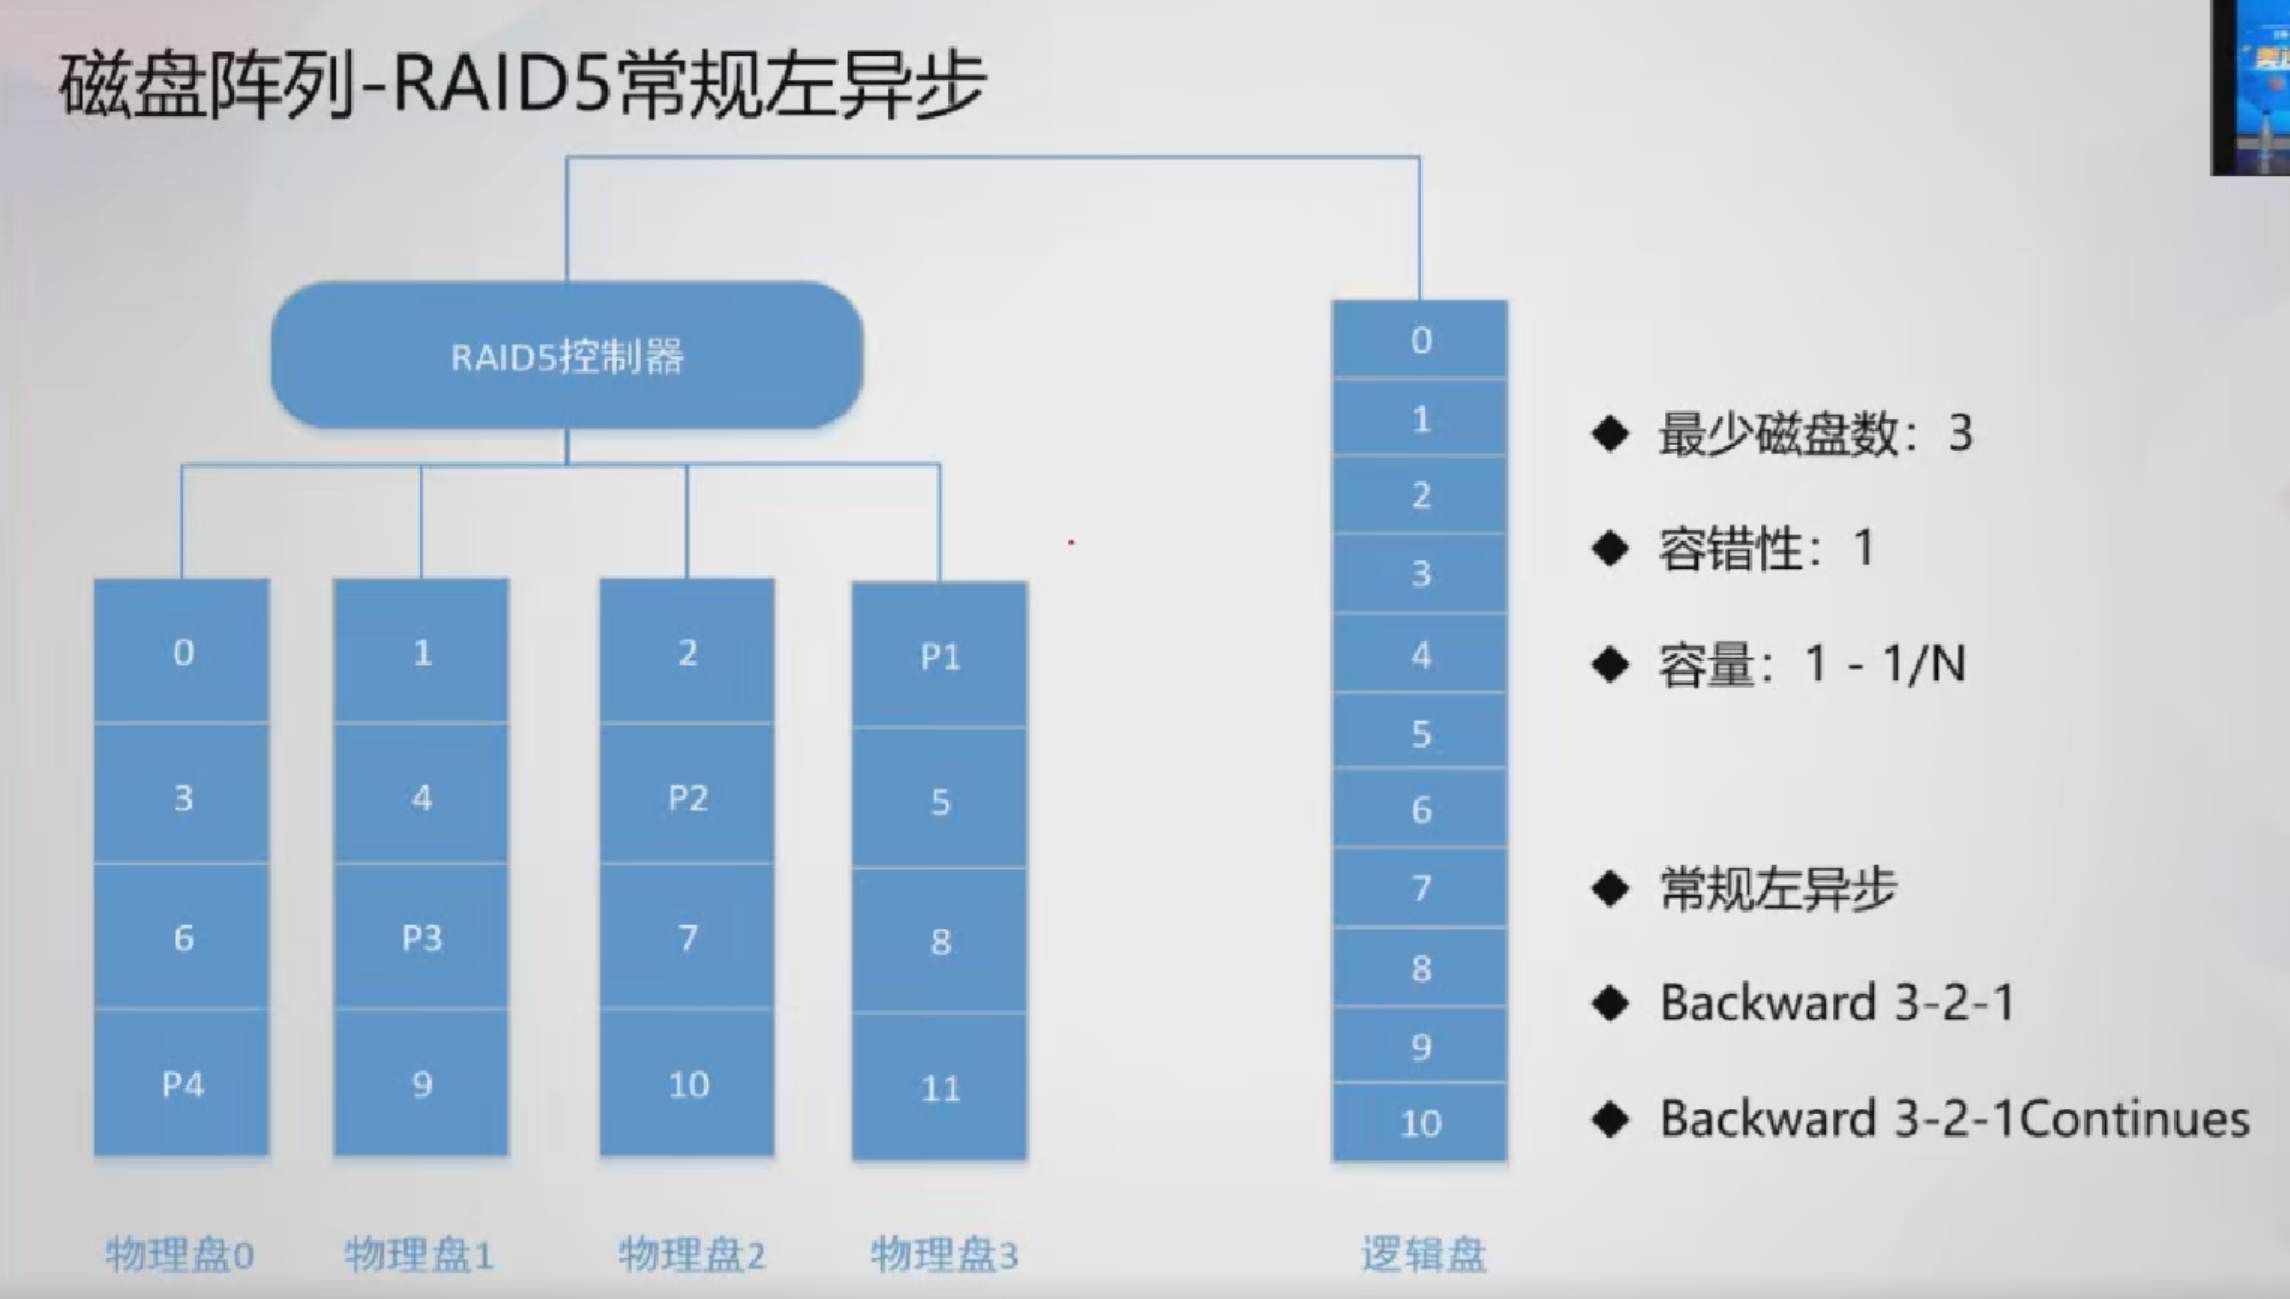 磁盘阵列-RAID5常规左异步
RAID5控制器
0 1 2 P1
3 4 P2 5
6 P3 7 8
P4 9 10 11
物理盘0 物理盘1 物理盘2 物理盘3
0
1
2
3
4
5
6
7
8
9
10
逻辑盘
◆ 最少磁盘数：3
◆ 容错性：1
◆ 容量：1 - 1/N
◆ 常规左异步
◆ Backward 3-2-1
◆ Backward 3-2-1Continues